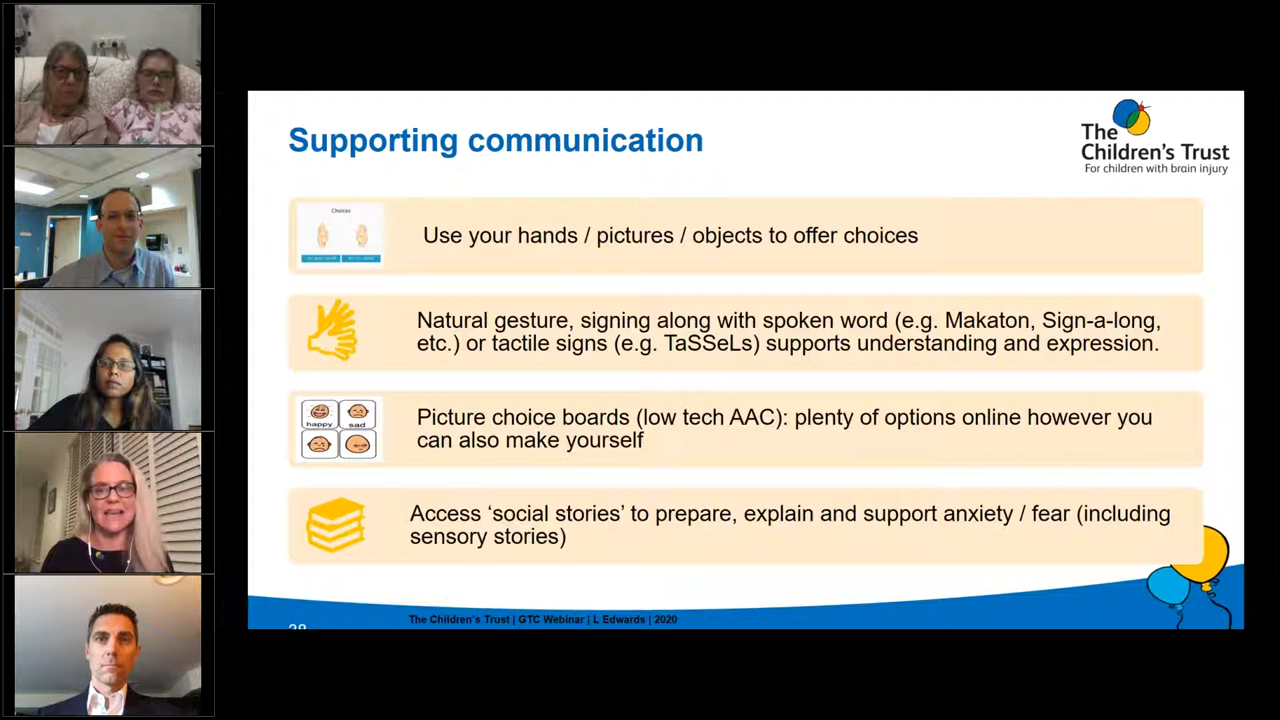 Supporting communication
The
Children's Trust
For children with brain injury
Choices
Use your hands / pictures / objects to offer choices
Natural gesture, signing along with spoken word (e.g. Makaton, Sign-a-long,
etc.) or tactile signs (e.g. TaSSeLs) supports understanding and expression.
happy sad
Picture choice boards (low tech AAC): plenty of options online however you
can also make yourself
Access ‘social stories’ to prepare, explain and support anxiety / fear (including
sensory stories)
The Children's Trust | GTC Webinar | L Edwards | 2020